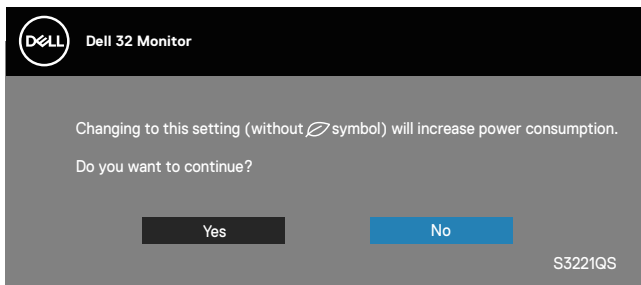 DELL
Dell 32 Monitor
Changing to this setting (without symbol) will increase power consumption.
Do you want to continue?
Yes No
S3221QS